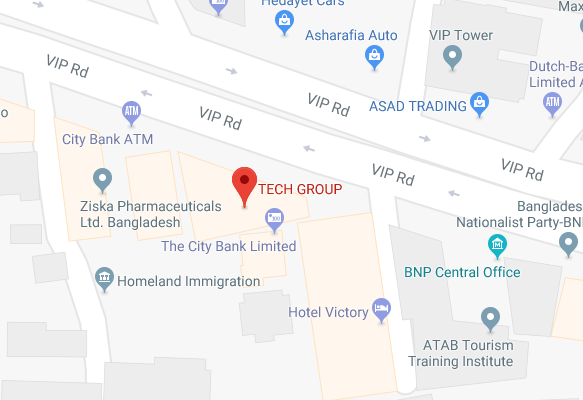 Hedayet Cars
Max
Asharafia Auto
VIP Tower
VIP Rd
Dutch-Ba
Limited A
ATM
VIP Rd
ASAD TRADING
ATM
o
VIP Rd
City Bank ATM
VIP Rd
VIP Rd
TECH GROUP
Ziska Pharmaceuticals
Ltd. Bangladesh
Banglades
Nationalist Party-BN
The City Bank Limited
BNP Central Office
Homeland Immigration
Hotel Victory
ATAB Tourism
Training Institute